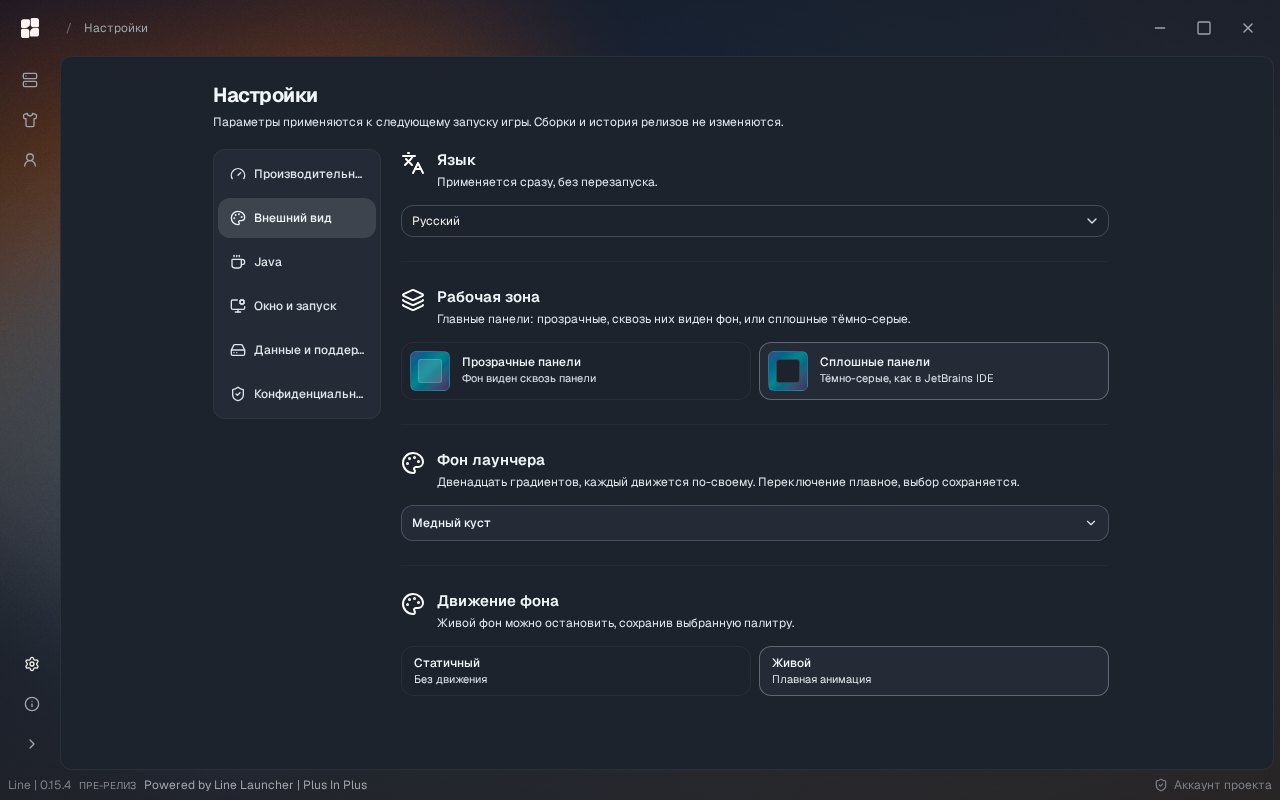 / Настройки
Настройки
Параметры применяются к следующему запуску игры. Сборки и история релизов не изменяются.
Производительн...
Внешний вид
Java
Окно и запуск
Данные и поддер...
Конфиденциальн...
Язык
Применяется сразу, без перезапуска.
Русский
Рабочая зона
Главные панели: прозрачные, сквозь них виден фон, или сплошные тёмно-серые.
Прозрачные панели
Фон виден сквозь панели
Сплошные панели
Тёмно-серые, как в JetBrains IDE
Фон лаунчера
Двенадцать градиентов, каждый движется по-своему. Переключение плавное, выбор сохраняется.
Медный куст
Движение фона
Живой фон можно остановить, сохранив выбранную палитру.
Статичный
Без движения
Живой
Плавная анимация
Line | 0.15.4 ПРЕ-РЕЛИЗ Powered by Line Launcher | Plus In Plus
Аккаунт проекта